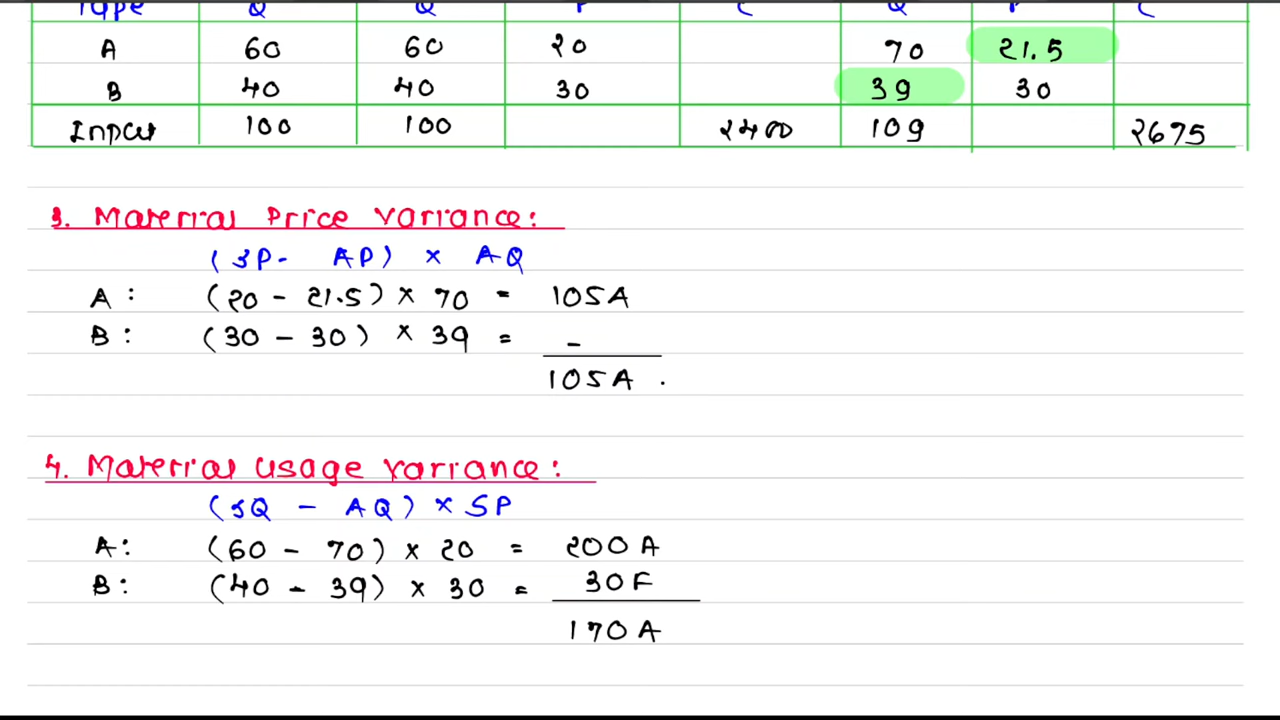 Type Q Q P C Q P C
A 60 60 20 70 21.5
B 40 40 30 39 30
Input 100 100 2400 109 2675
3. Material Price Variance:
(SP - AP) × AQ
A: (20 - 21.5) × 70 = 105A
B: (30 - 30) × 39 = -
105A.
4. Material Usage Variance:
(SQ - AQ) × SP
A: (60 - 70) × 20 = 200A
B: (40 - 39) × 30 = 30F
170A